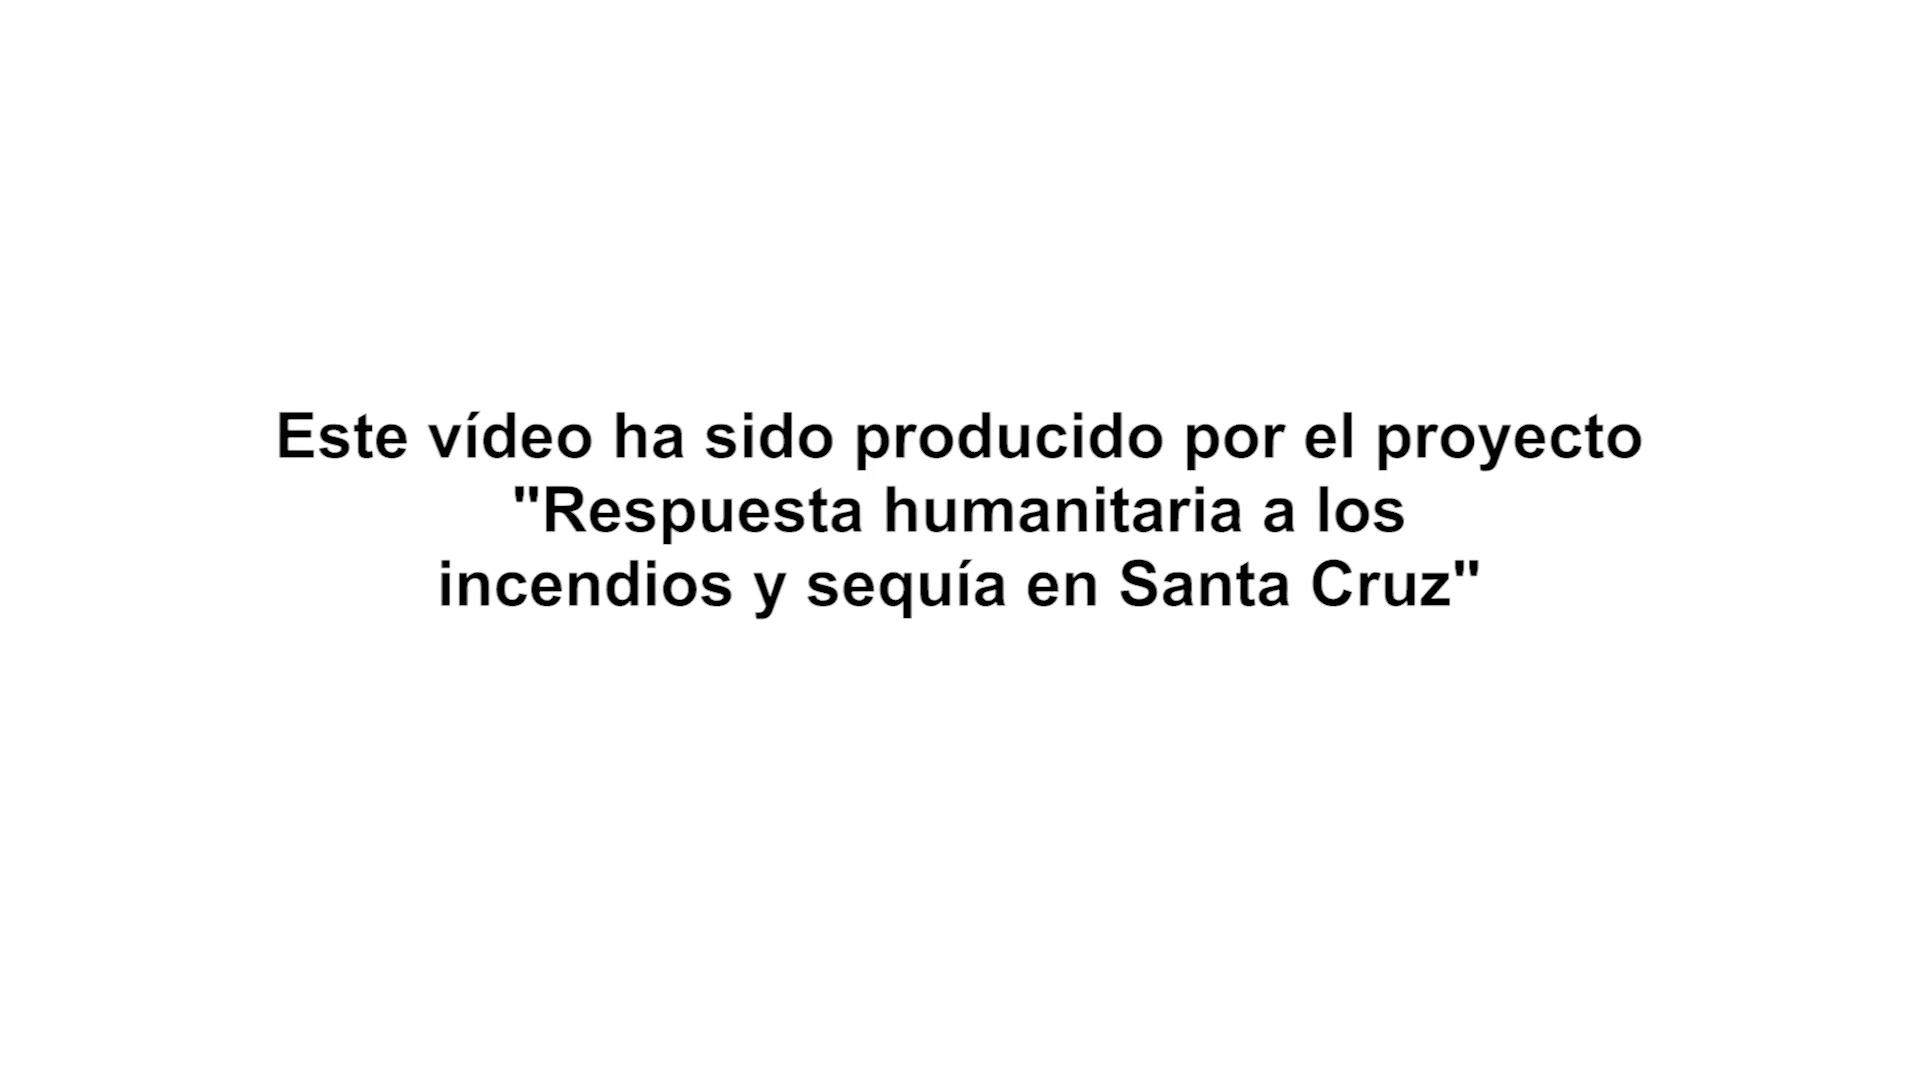 Este vídeo ha sido producido por el proyecto
"Respuesta humanitaria a los
incendios y sequía en Santa Cruz"